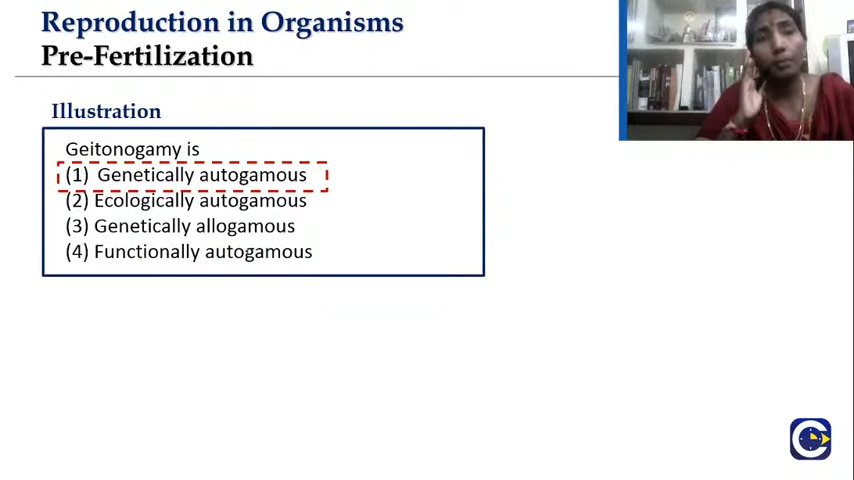 Reproduction in Organisms
Pre-Fertilization
Illustration
Geitonogamy is
(1) Genetically autogamous
(2) Ecologically autogamous
(3) Genetically allogamous
(4) Functionally autogamous